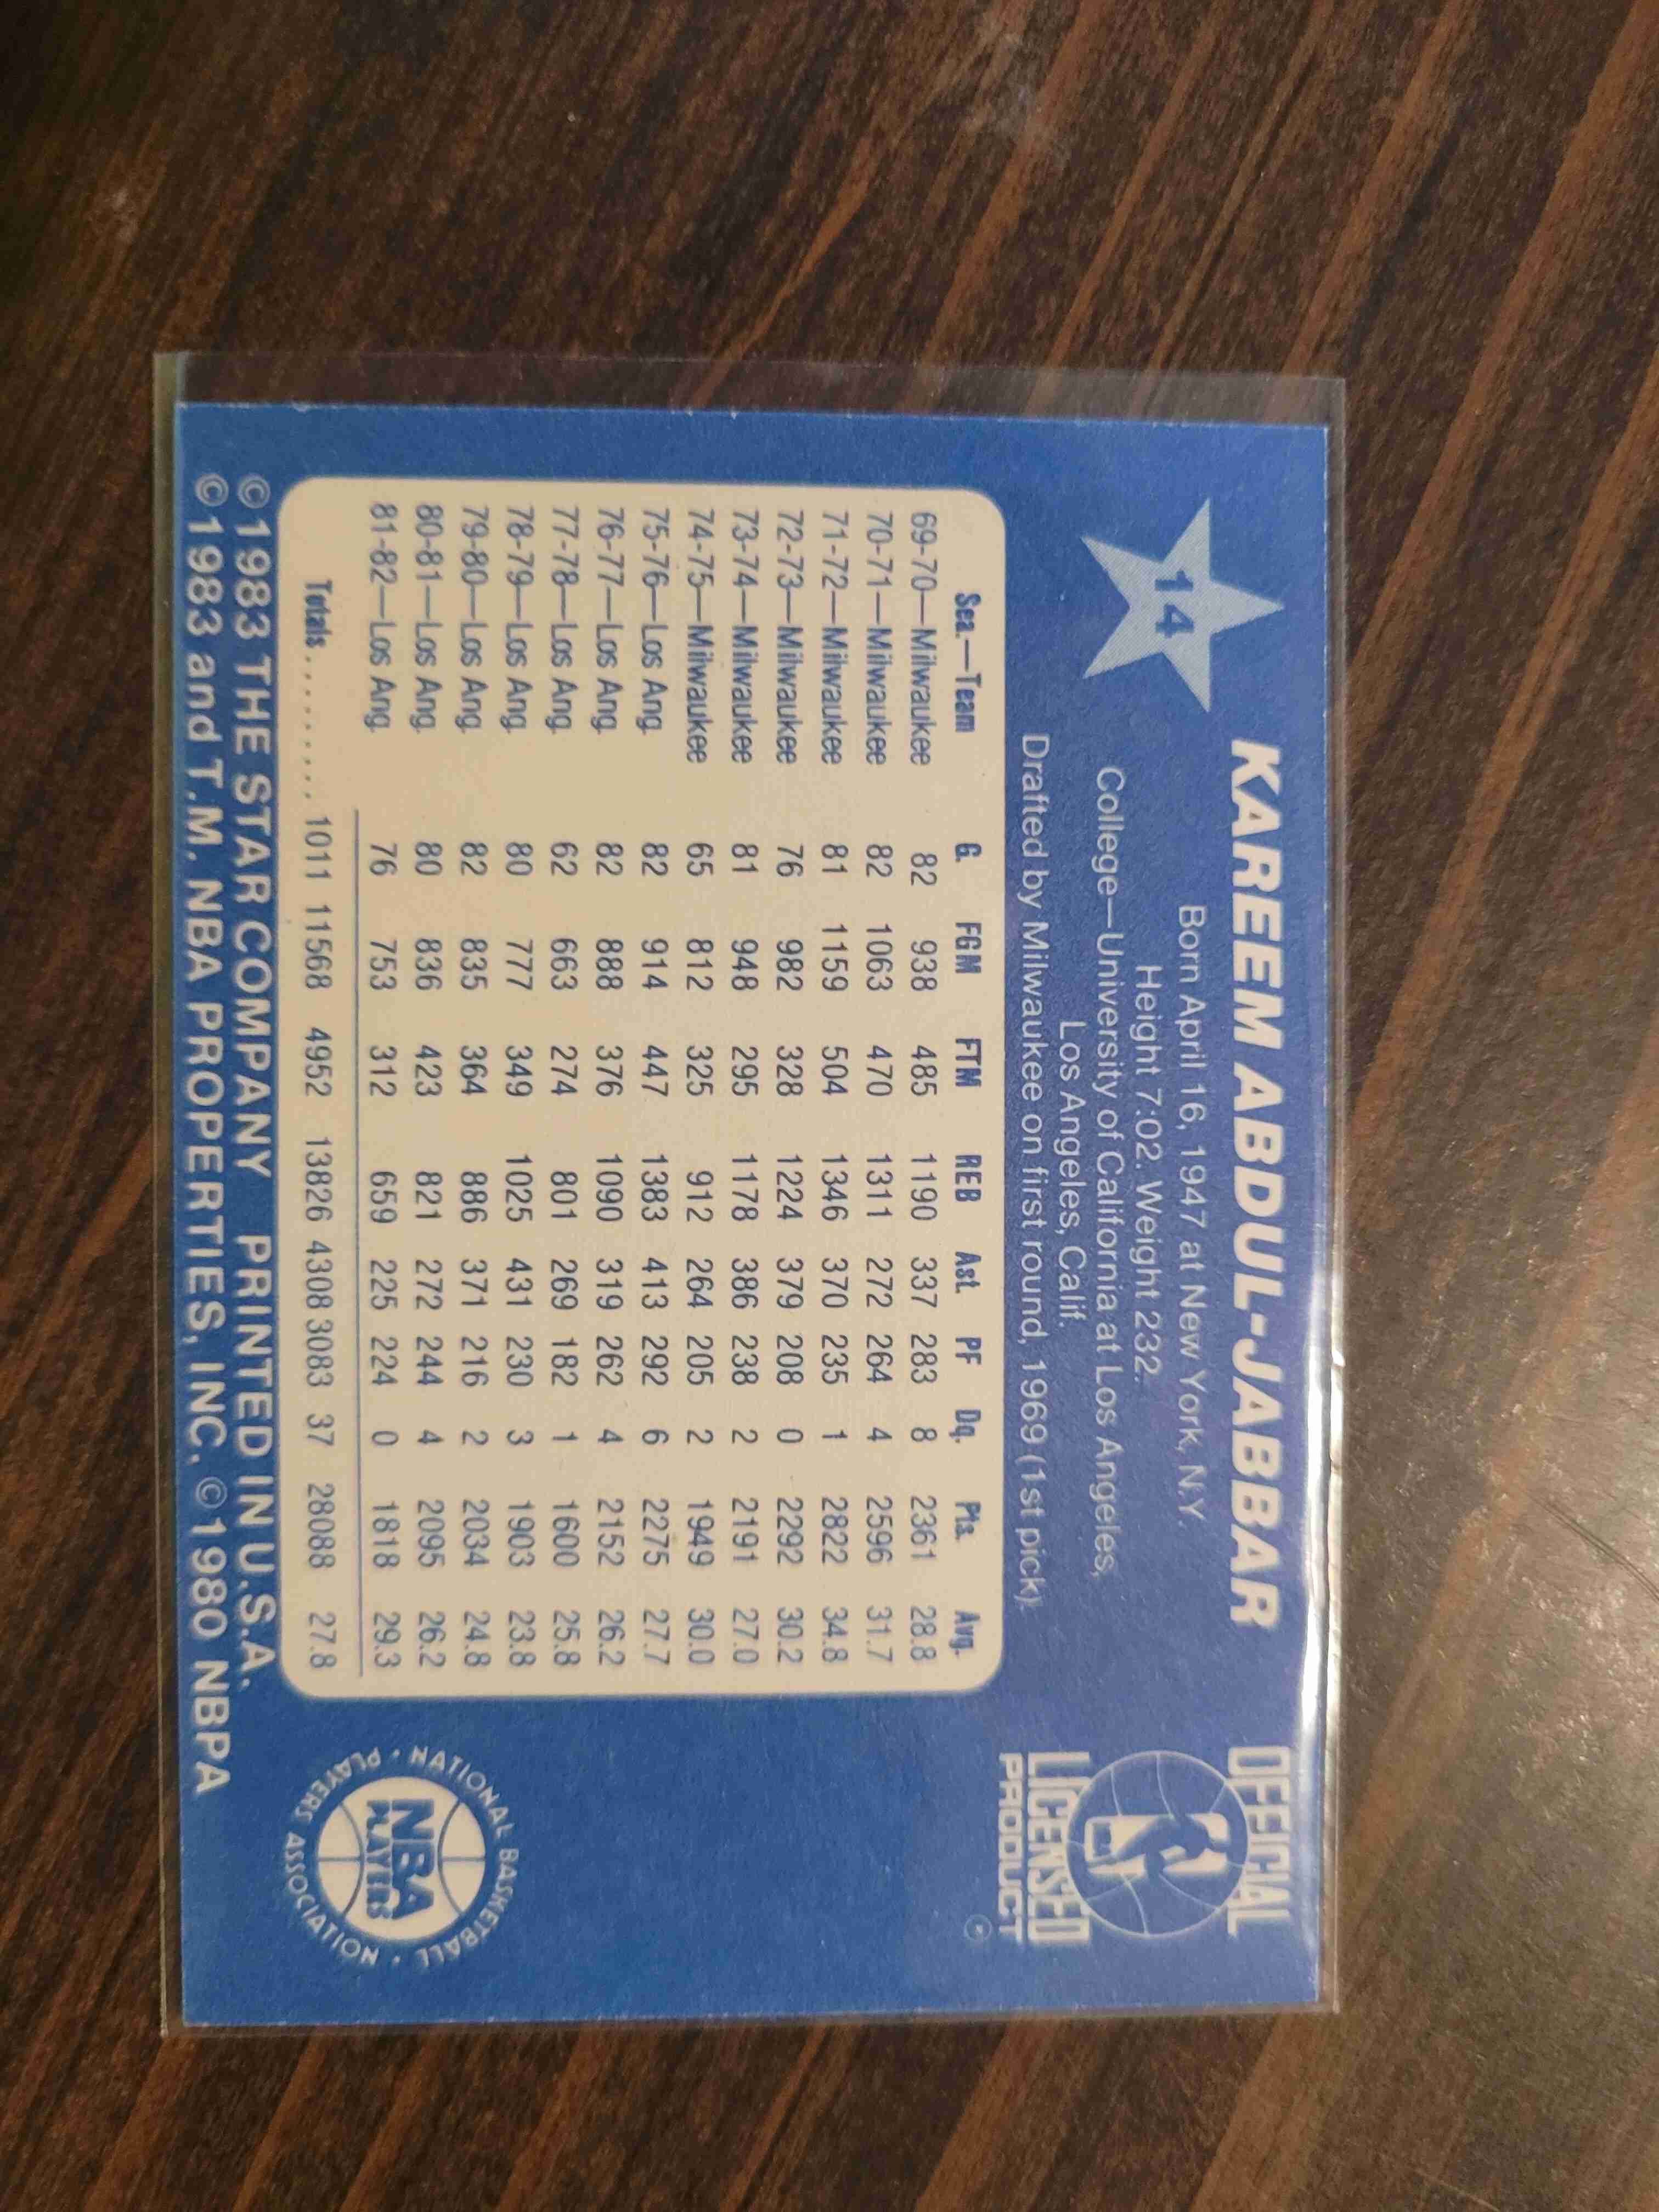 14
KAREEM ABDUL-JABBAR
Born April 16, 1947 at New York, N.Y
Height 7:02. Weight 232.
College—University of California at Los Angeles,
Los Angeles, Calif.
Drafted by Milwaukee on first round, 1969 (1st pick).
Sea.—Team G. FGM FTM REB Ast PF Dq. Pts. Avg.
69-70—Milwaukee 82 938 485 1190 337 283 8 2361 28.8
70-71—Milwaukee 82 1063 470 1311 272 264 4 2596 31.7
71-72—Milwaukee 81 1159 504 1346 370 235 1 2822 34.8
72-73—Milwaukee 76 982 328 1224 379 208 0 2292 30.2
73-74—Milwaukee 81 948 295 1178 386 238 2 2191 27.0
74-75—Milwaukee 65 812 325 912 264 205 2 1949 30.0
75-76—Los Ang. 82 914 447 1383 413 292 6 2275 27.7
76-77—Los Ang. 82 888 376 1090 319 262 4 2152 26.2
77-78—Los Ang. 62 663 274 801 269 182 1 1600 25.8
78-79—Los Ang. 80 777 349 1025 431 230 3 1903 23.8
79-80—Los Ang. 82 835 364 886 371 216 2 2034 24.8
80-81—Los Ang. 80 836 423 821 272 244 4 2095 26.2
81-82—Los Ang. 76 753 312 659 225 224 0 1818 29.3
Totals......... 1011 11568 4952 13826 4308 3083 37 28088 27.8
©1983 THE STAR COMPANY PRINTED IN U.S.A.
©1983 and T.M. NBA PROPERTIES, INC. ©1980 NBPA
OFFICIAL
LICENSED
PRODUCT
NATIONAL BASKETBALL
PLAYERS ASSOCIATION
NBA
PLAYERS